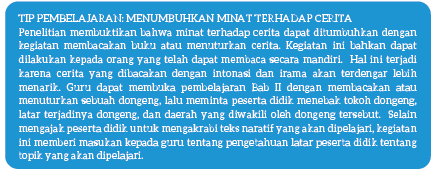 TIP PEMBELAJARAN: MENUMBUHKAN MINAT TERHADAP CERITA
Penelitian membuktikan bahwa minat terhadap cerita dapat ditumbuhkan dengan
kegiatan membacakan buku atau menuturkan cerita. Kegiatan ini bahkan dapat
dilakukan kepada orang yang telah dapat membaca secara mandiri. Hal ini terjadi
karena cerita yang dibacakan dengan intonasi dan irama akan terdengar lebih
menarik. Guru dapat membuka pembelajaran Bab II dengan membacakan atau
menuturkan sebuah dongeng, lalu meminta peserta didik menebak tokoh dongeng,
latar terjadinya dongeng, dan daerah yang diwakili oleh dongeng tersebut. Selain
mengajak peserta didik untuk mengakrabi teks naratif yang akan dipelajari, kegiatan
ini memberi masukan kepada guru tentang pengetahuan latar peserta didik tentang
topik yang akan dipelajari.